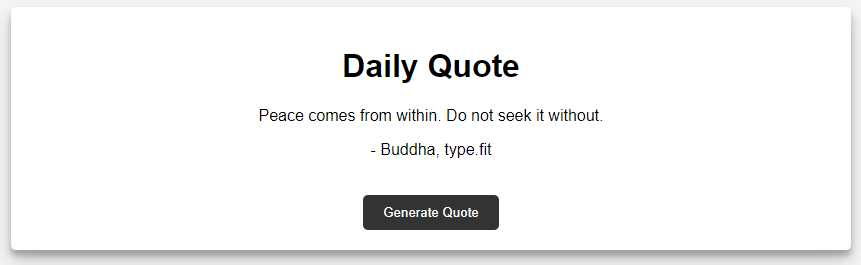 Daily Quote
Peace comes from within. Do not seek it without.
- Buddha, type.fit
Generate Quote